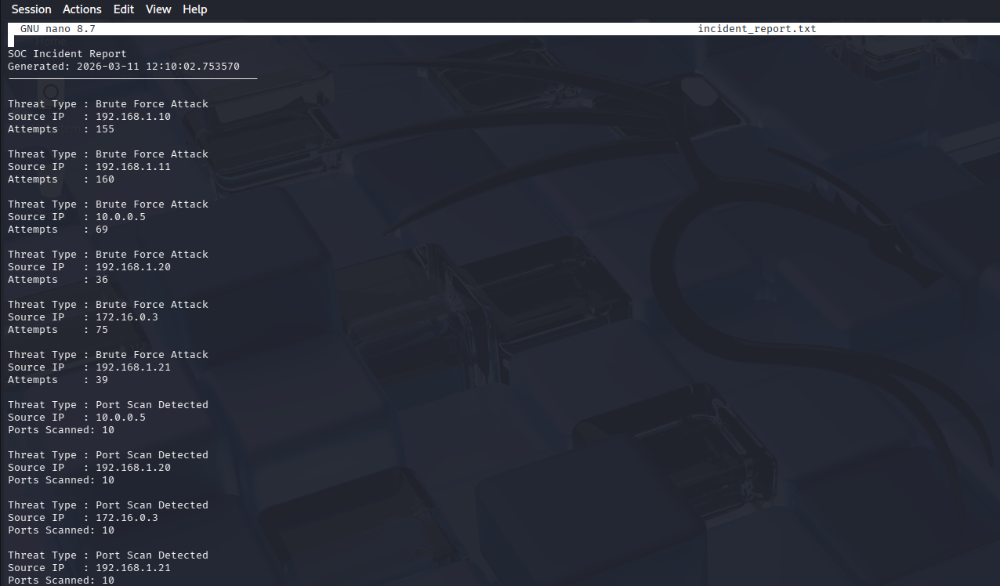 Session Actions Edit View Help
GNU nano 8.7 incident_report.txt
SOC Incident Report
Generated: 2026-03-11 12:10:02.753570
Threat Type : Brute Force Attack
Source IP   : 192.168.1.10
Attempts    : 155
Threat Type : Brute Force Attack
Source IP   : 192.168.1.11
Attempts    : 160
Threat Type : Brute Force Attack
Source IP   : 10.0.0.5
Attempts    : 69
Threat Type : Brute Force Attack
Source IP   : 192.168.1.20
Attempts    : 36
Threat Type : Brute Force Attack
Source IP   : 172.16.0.3
Attempts    : 75
Threat Type : Brute Force Attack
Source IP   : 192.168.1.21
Attempts    : 39
Threat Type : Port Scan Detected
Source IP   : 10.0.0.5
Ports Scanned: 10
Threat Type : Port Scan Detected
Source IP   : 192.168.1.20
Ports Scanned: 10
Threat Type : Port Scan Detected
Source IP   : 172.16.0.3
Ports Scanned: 10
Threat Type : Port Scan Detected
Source IP   : 192.168.1.21
Ports Scanned: 10